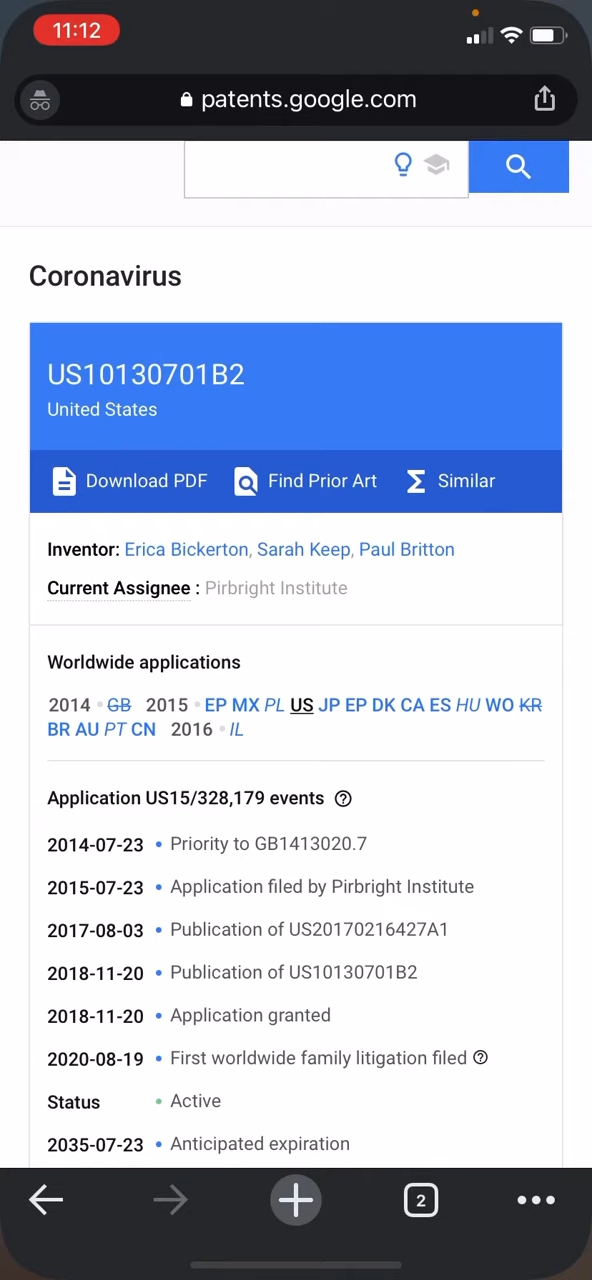 11:12
patents.google.com
Coronavirus
US10130701B2
United States
Download PDF Find Prior Art Similar
Inventor: Erica Bickerton, Sarah Keep, Paul Britton
Current Assignee : Pirbright Institute
Worldwide applications
2014 GB 2015 EP MX PL US JP EP DK CA ES HU WO KR
BR AU PT CN 2016 IL
Application US15/328,179 events
2014-07-23 Priority to GB1413020.7
2015-07-23 Application filed by Pirbright Institute
2017-08-03 Publication of US20170216427A1
2018-11-20 Publication of US10130701B2
2018-11-20 Application granted
2020-08-19 First worldwide family litigation filed
Status Active
2035-07-23 Anticipated expiration
2